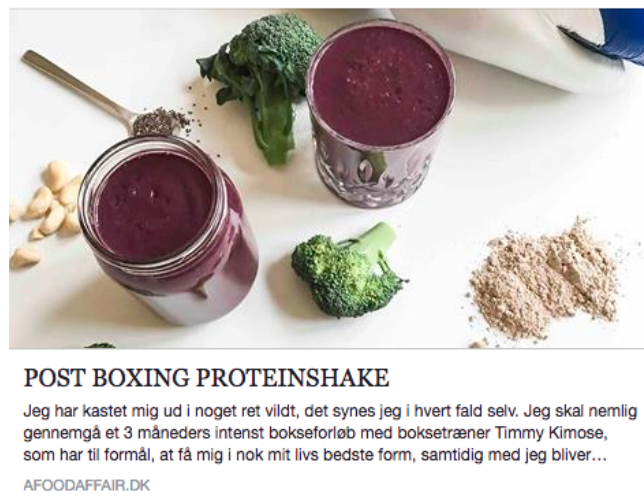 POST BOXING PROTEINSHAKE
Jeg har kastet mig ud i noget ret vildt, det synes jeg i hvert fald selv. Jeg skal nemlig
gennemgå et 3 måneders intenst bokseforløb med boksetræner Timmy Kimose,
som har til formål, at få mig i nok mit livs bedste form, samtidig med jeg bliver…
AFOODAFFAIR.DK